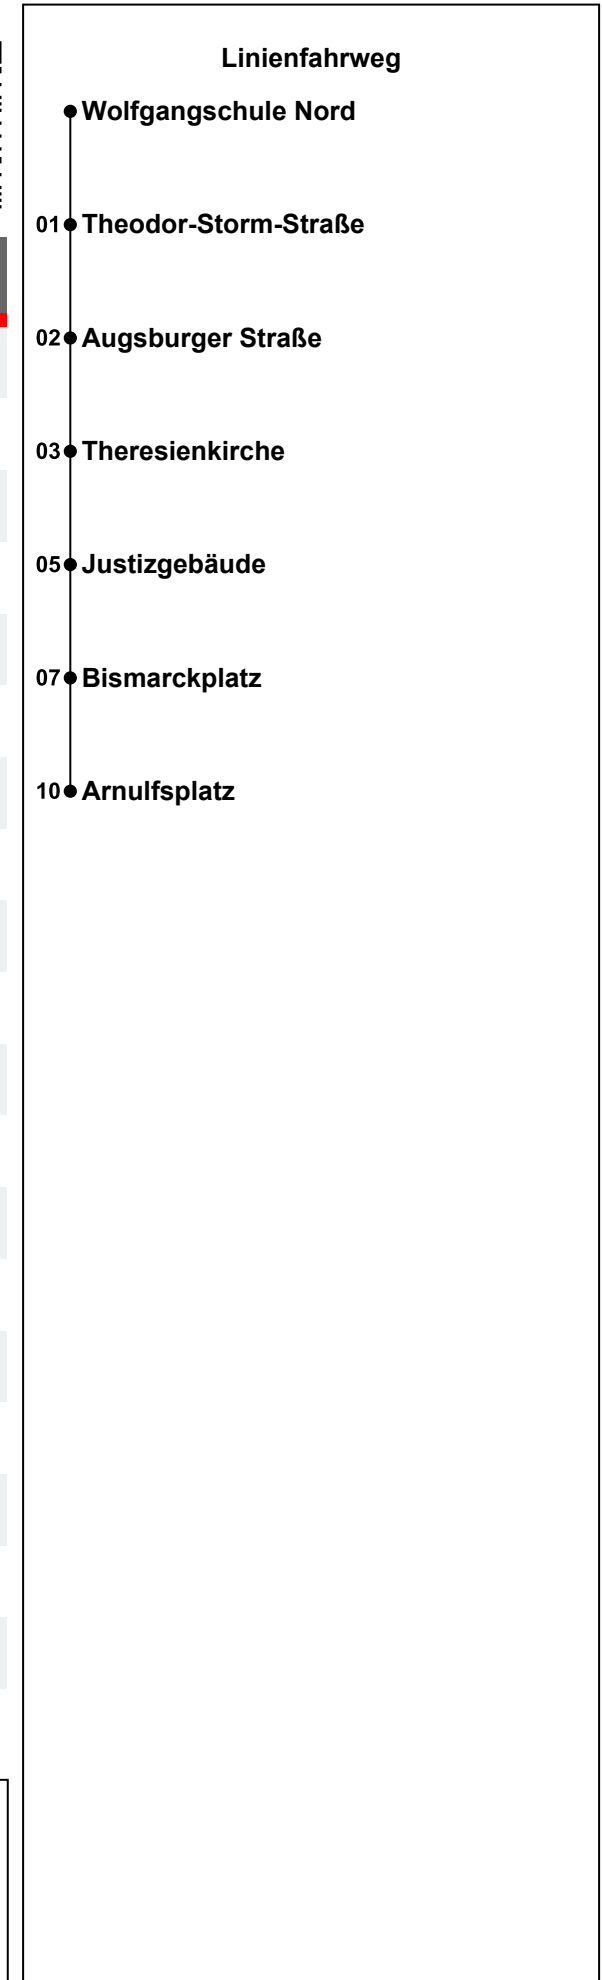 Linienfahrweg
Wolfgangschule Nord
01 Theodor-Storm-Straße
02 Augsburger Straße
03 Theresienkirche
05 Justizgebäude
07 Bismarckplatz
10 Arnulfsplatz